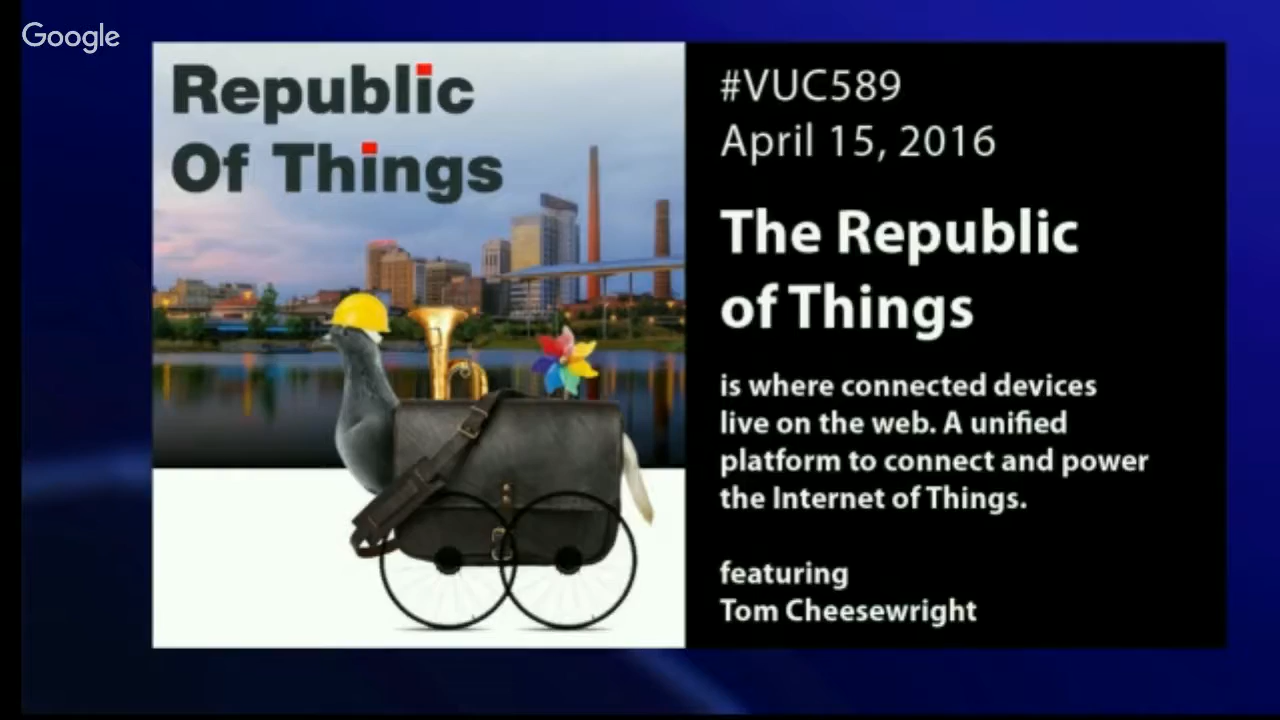 Google
Republic
Of Things
#VUC589
April 15, 2016
The Republic
of Things
is where connected devices
live on the web. A unified
platform to connect and power
the Internet of Things.
featuring
Tom Cheesewright